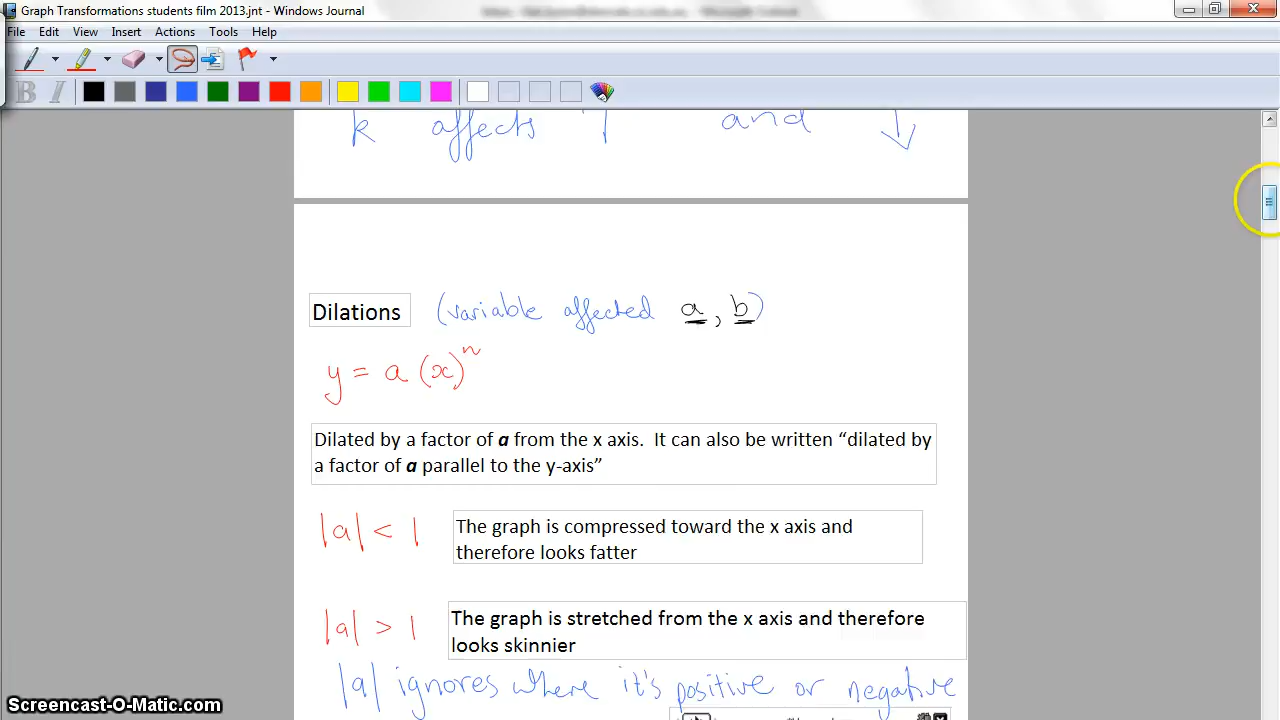 Graph Transformations students film 2013.jnt - Windows Journal
File Edit View Insert Actions Tools Help
B I
k affects ↑ and ↓
Dilations (variable affected a, b)
y = a (x)^n
Dilated by a factor of a from the x axis. It can also be written “dilated by
a factor of a parallel to the y-axis”
|a| < 1 The graph is compressed toward the x axis and
therefore looks fatter
|a| > 1 The graph is stretched from the x axis and therefore
looks skinnier
|a| ignores where it's positive or negative
Screencast-O-Matic.com